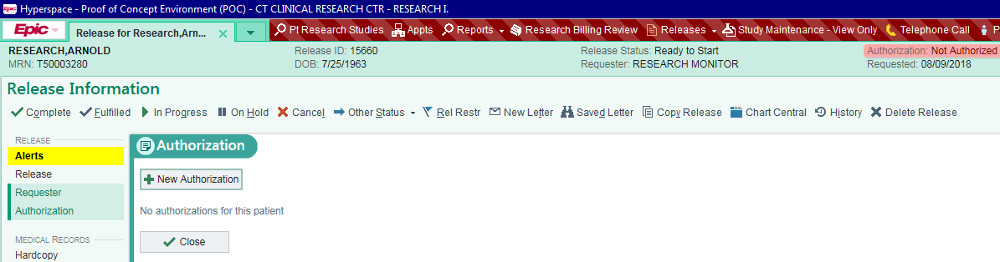 Hyperspace - Proof of Concept Environment (POC) - CT CLINICAL RESEARCH CTR - RESEARCH I.
Epic Release for Research,Arn... × Pt Research Studies Appts Reports Research Billing Review Releases Study Maintenance - View Only Telephone Call P
RESEARCH,ARNOLD Release ID: 15660 Release Status: Ready to Start Authorization: Not Authorized
MRN: T50003280 DOB: 7/25/1963 Requester: RESEARCH MONITOR Requested: 08/09/2018
Release Information
Complete Fulfilled In Progress On Hold Cancel Other Status Rel Restr New Letter Saved Letter Copy Release Chart Central History Delete Release
RELEASE
Alerts
Release
Requester
Authorization
MEDICAL RECORDS
Hardcopy
Authorization
New Authorization
No authorizations for this patient
Close